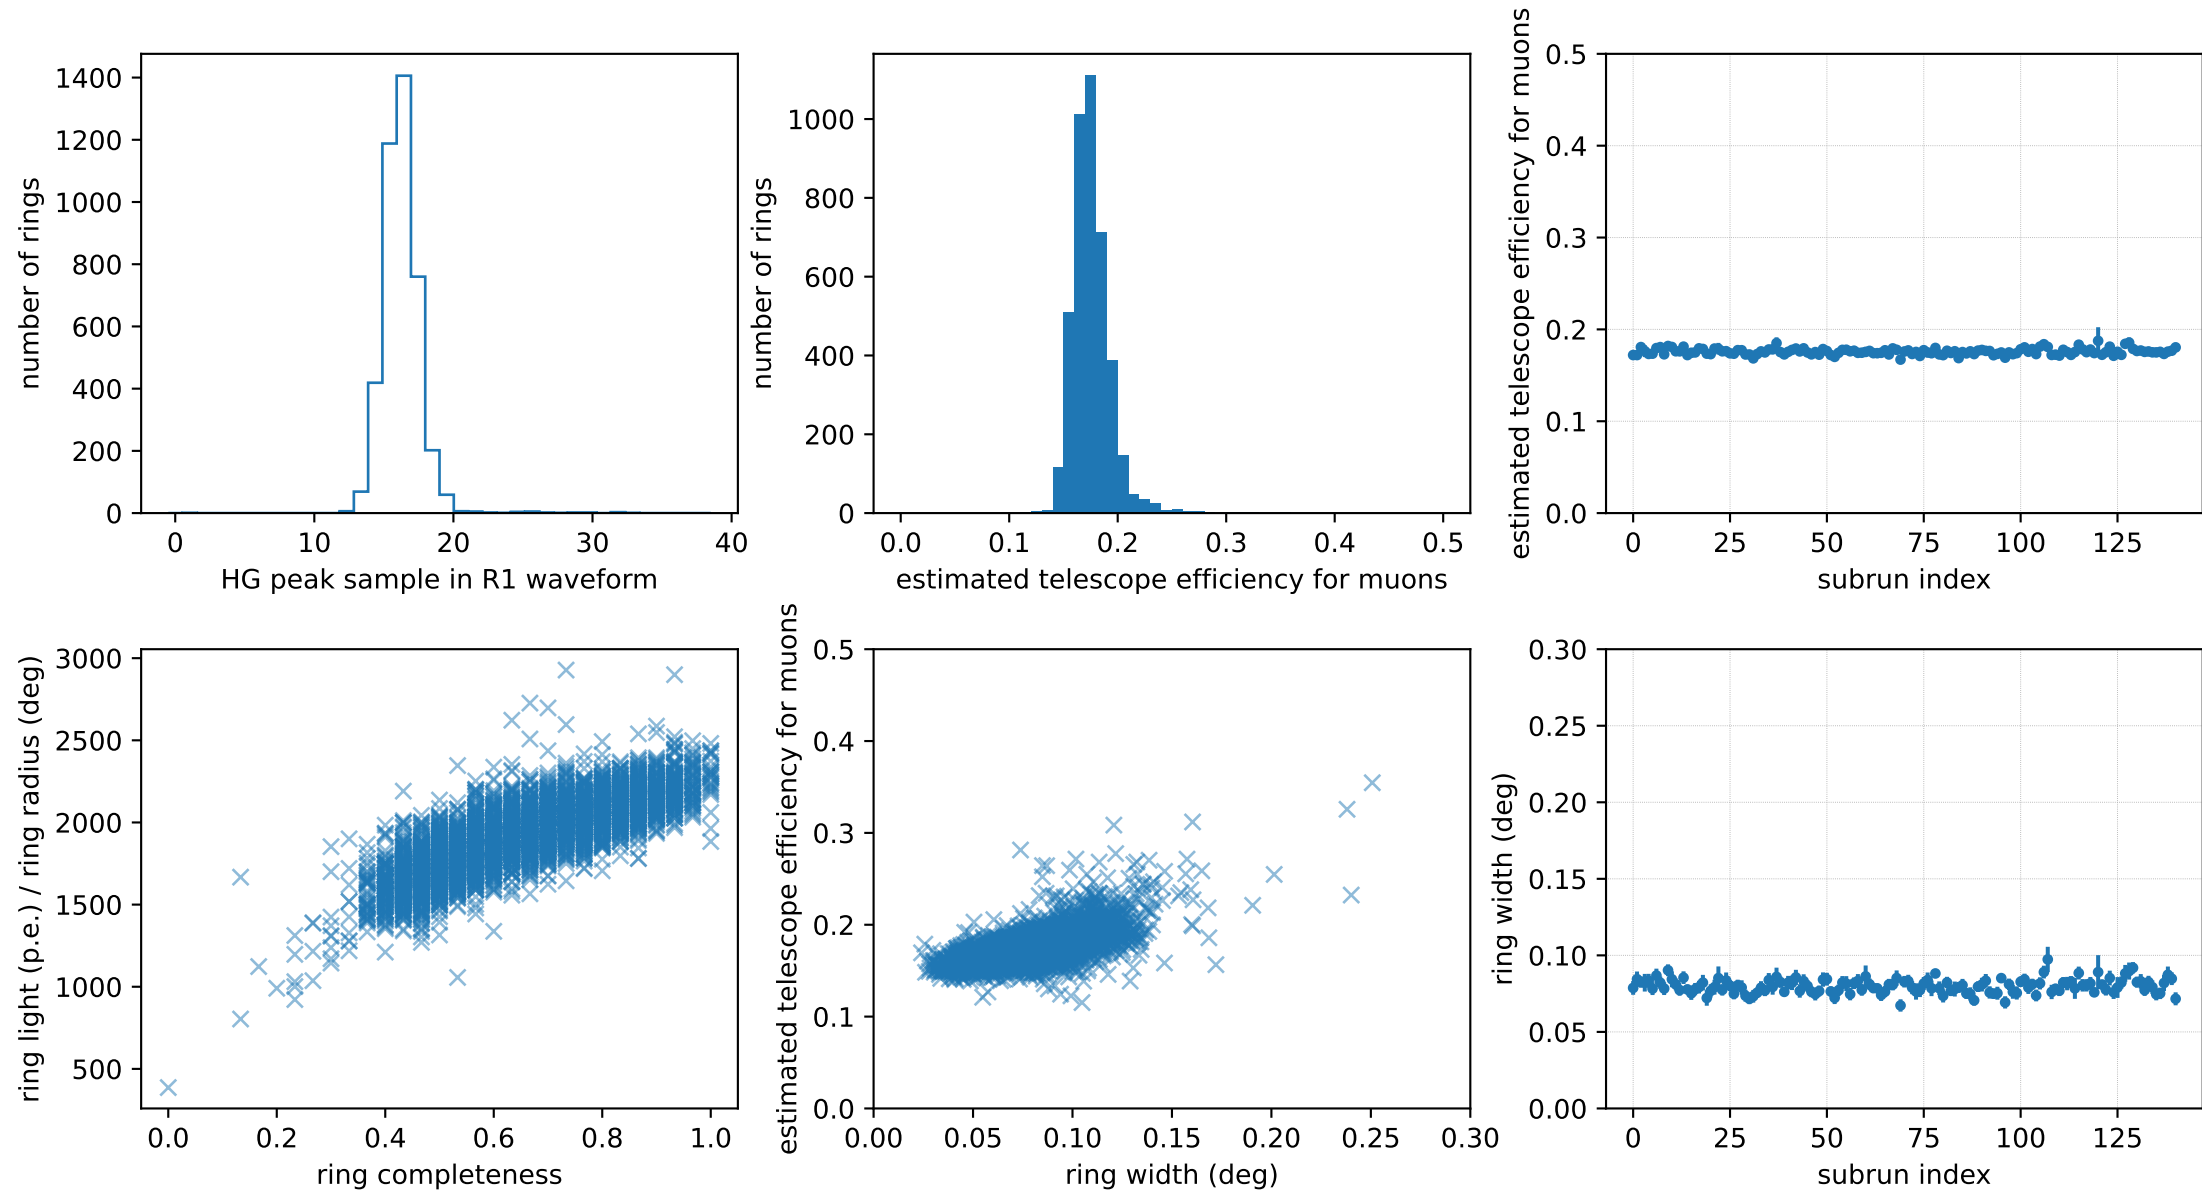 number of rings
1400
1200
1000
800
600
400
200
0
0 10 20 30 40
HG peak sample in R1 waveform
number of rings
1000
800
600
400
200
0
0.0 0.1 0.2 0.3 0.4 0.5
estimated telescope efficiency for muons
estimated telescope efficiency for muons
0.5
0.4
0.3
0.2
0.1
0.0
0 25 50 75 100 125
subrun index
ring light (p.e.) / ring radius (deg)
3000
2500
2000
1500
1000
500
0.0 0.2 0.4 0.6 0.8 1.0
ring completeness
estimated telescope efficiency for muons
0.5
0.4
0.3
0.2
0.1
0.0
0.00 0.05 0.10 0.15 0.20 0.25 0.30
ring width (deg)
ring width (deg)
0.30
0.25
0.20
0.15
0.10
0.05
0.00
0 25 50 75 100 125
subrun index